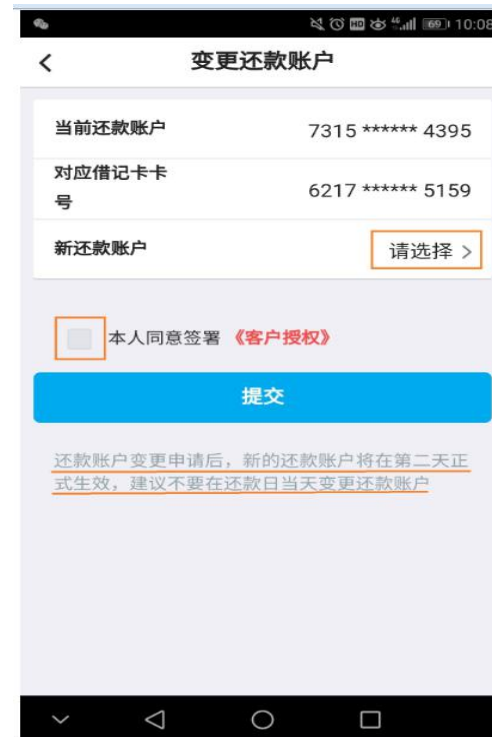 HD 46 69 10:08
变更还款账户
当前还款账户 7315 ****** 4395
对应借记卡卡
号 6217 ****** 5159
新还款账户 请选择 >
本人同意签署 《客户授权》
提交
还款账户变更申请后，新的还款账户将在第二天正
式生效，建议不要在还款日当天变更还款账户